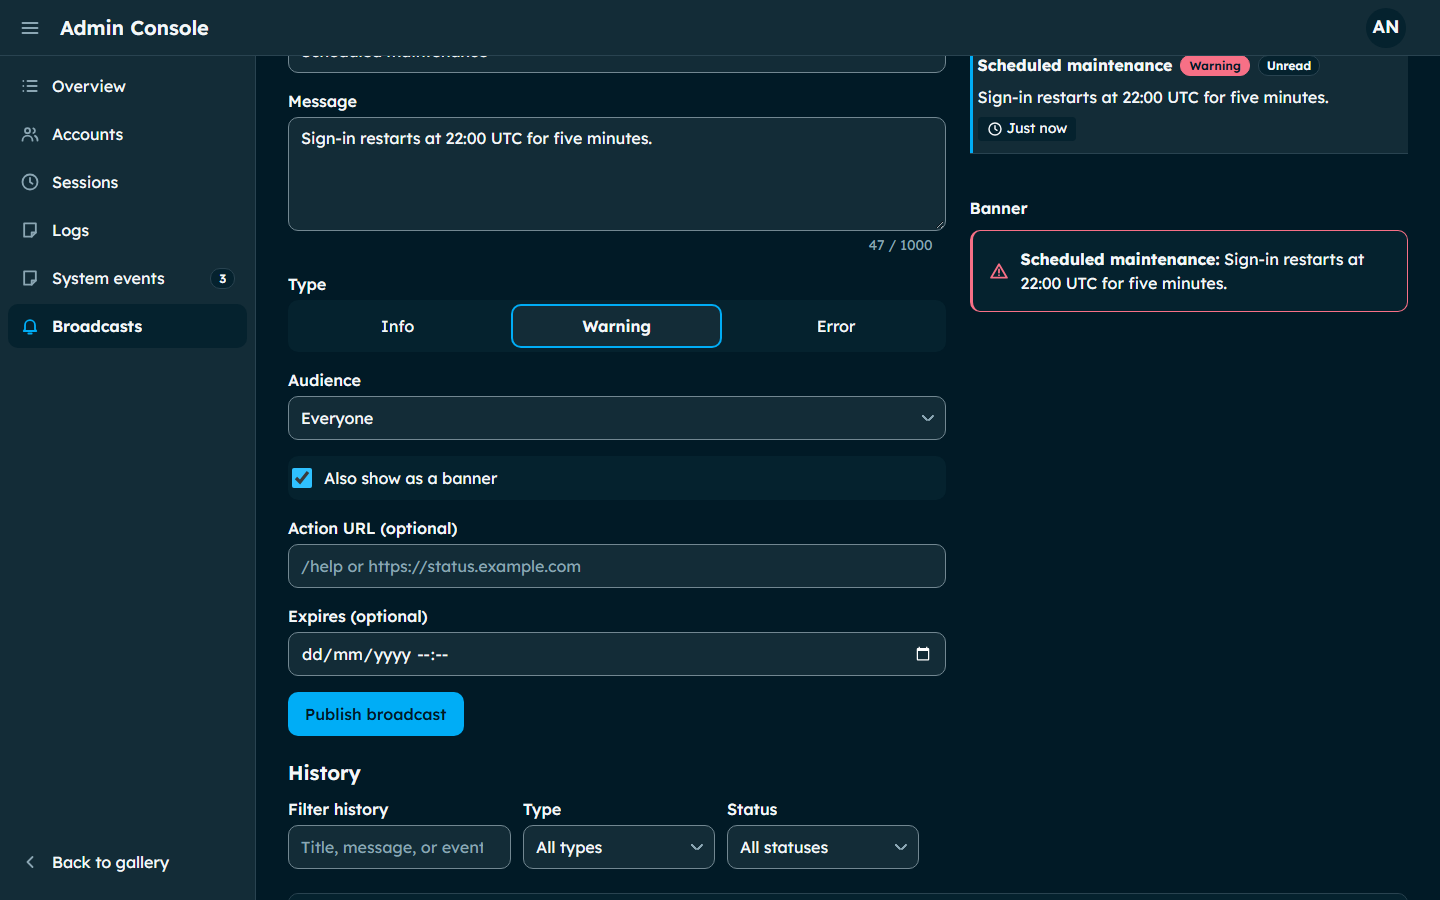 Admin Console
AN
Overview
Accounts
Sessions
Logs
System events
3
Broadcasts
Back to gallery
Scheduled maintenance
Message
Sign-in restarts at 22:00 UTC for five minutes.
47 / 1000
Type
Info
Warning
Error
Audience
Everyone
Also show as a banner
Action URL (optional)
/help or https://status.example.com
Expires (optional)
dd/mm/yyyy --:--
Publish broadcast
History
Filter history
Type
Status
Title, message, or event
All types
All statuses
Scheduled maintenance Warning Unread
Sign-in restarts at 22:00 UTC for five minutes.
Just now
Banner
Scheduled maintenance: Sign-in restarts at
22:00 UTC for five minutes.